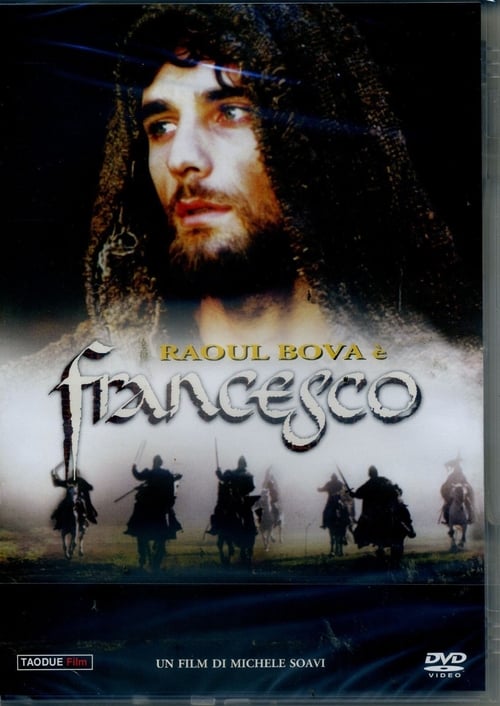 RAOUL BOVA è
francesco
TAODUE Film
UN FILM DI MICHELE SOAVI
DVD
VIDEO